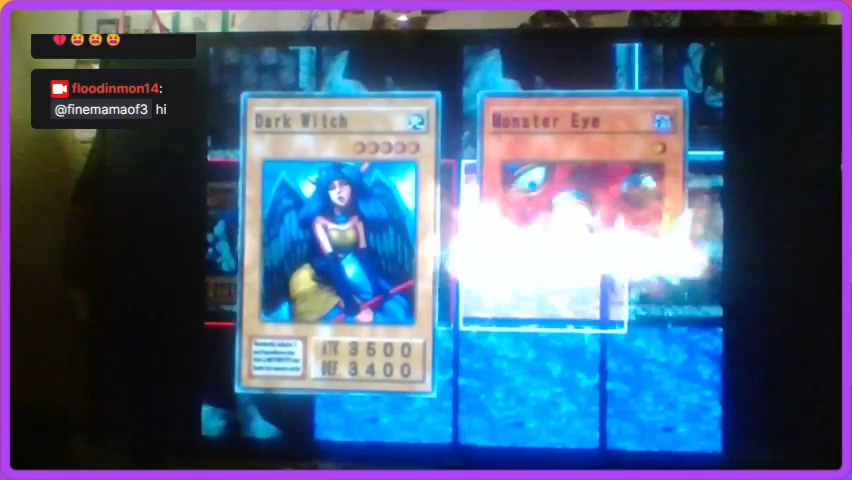 floodinmon14:
@finemamaof3 hi
Dark Witch
Monster Eye
ATK 3500
DEF 3400